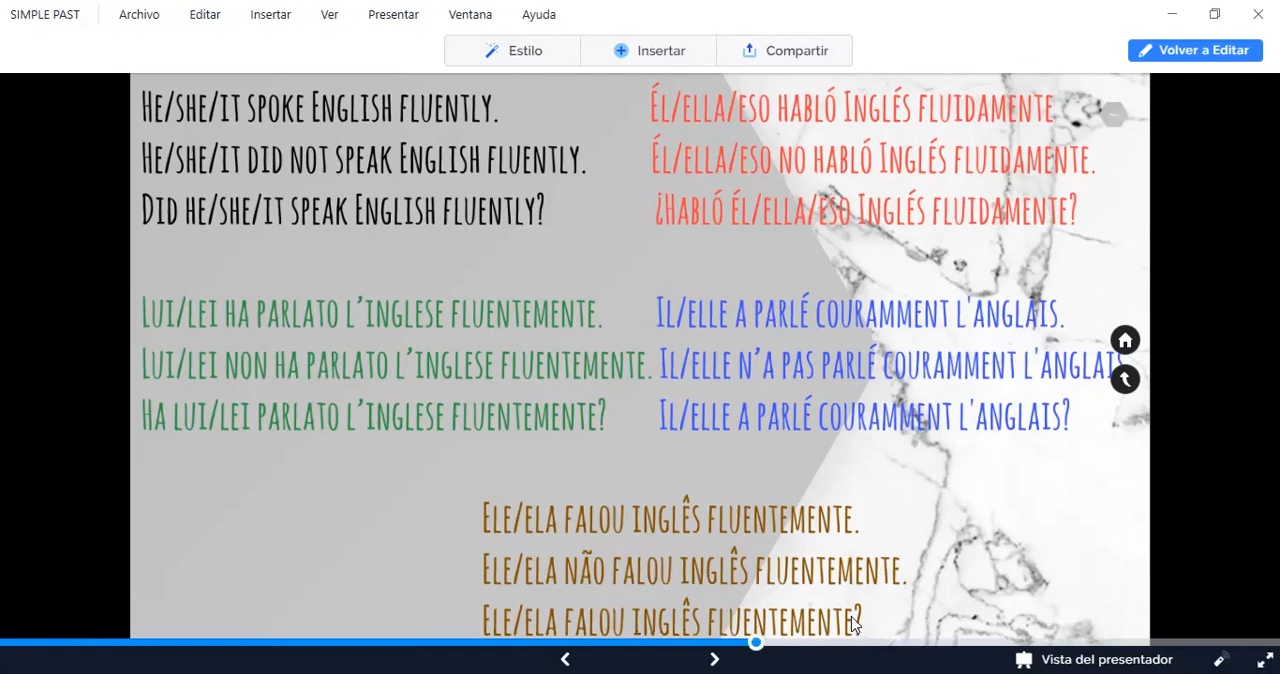 SIMPLE PAST Archivo Editar Insertar Ver Presentar Ventana Ayuda
Estilo Insertar Compartir Volver a Editar
He/she/it spoke English fluently.
He/she/it did not speak English fluently.
Did he/she/it speak English fluently?
Él/ella/eso habló Inglés fluidamente
Él/ella/eso no habló Inglés fluidamente.
¿Habló él/ella/eso Inglés fluidamente?
Lui/lei ha parlato l’inglese fluentemente.
Lui/lei non ha parlato l’inglese fluentemente.
Ha lui/lei parlato l’inglese fluentemente?
Il/elle a parlé couramment l'anglais.
Il/elle n’a pas parlé couramment l'anglais
Il/elle a parlé couramment l'anglais?
Ele/ela falou inglês fluentemente.
Ele/ela não falou inglês fluentemente.
Ele/ela falou inglês fluentemente?
Vista del presentador